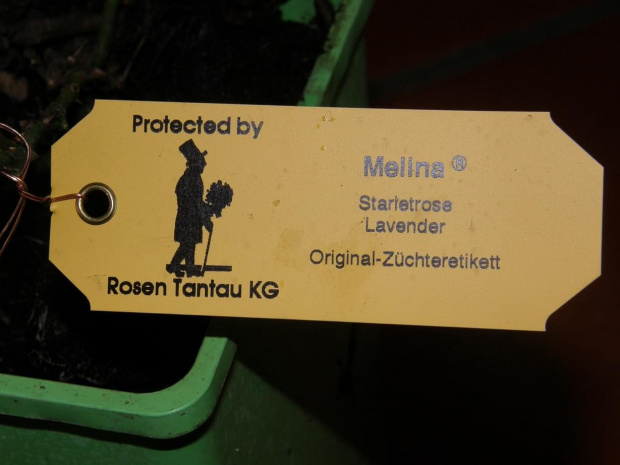 Protected by
Rosen Tantau KG
Melina ®
Starletrose
Lavender
Original-Züchteretikett